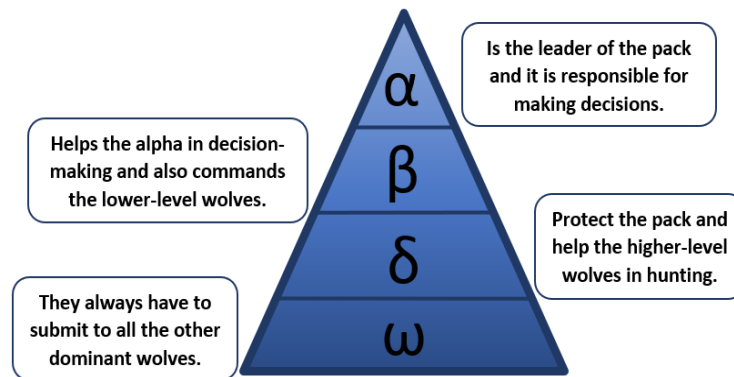 α
Is the leader of the pack
and it is responsible for
making decisions.
β
Helps the alpha in decision-
making and also commands
the lower-level wolves.
δ
Protect the pack and
help the higher-level
wolves in hunting.
ω
They always have to
submit to all the other
dominant wolves.